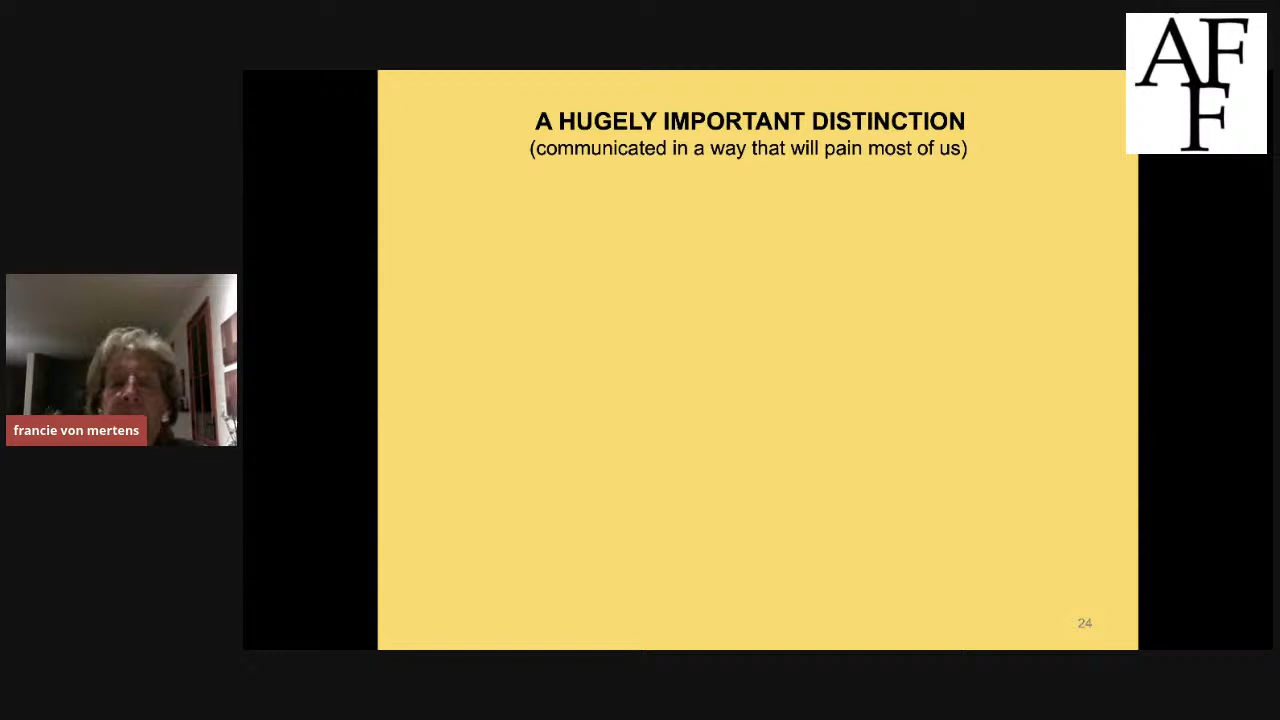 AF
F
A HUGELY IMPORTANT DISTINCTION
(communicated in a way that will pain most of us)
francie von mertens
24